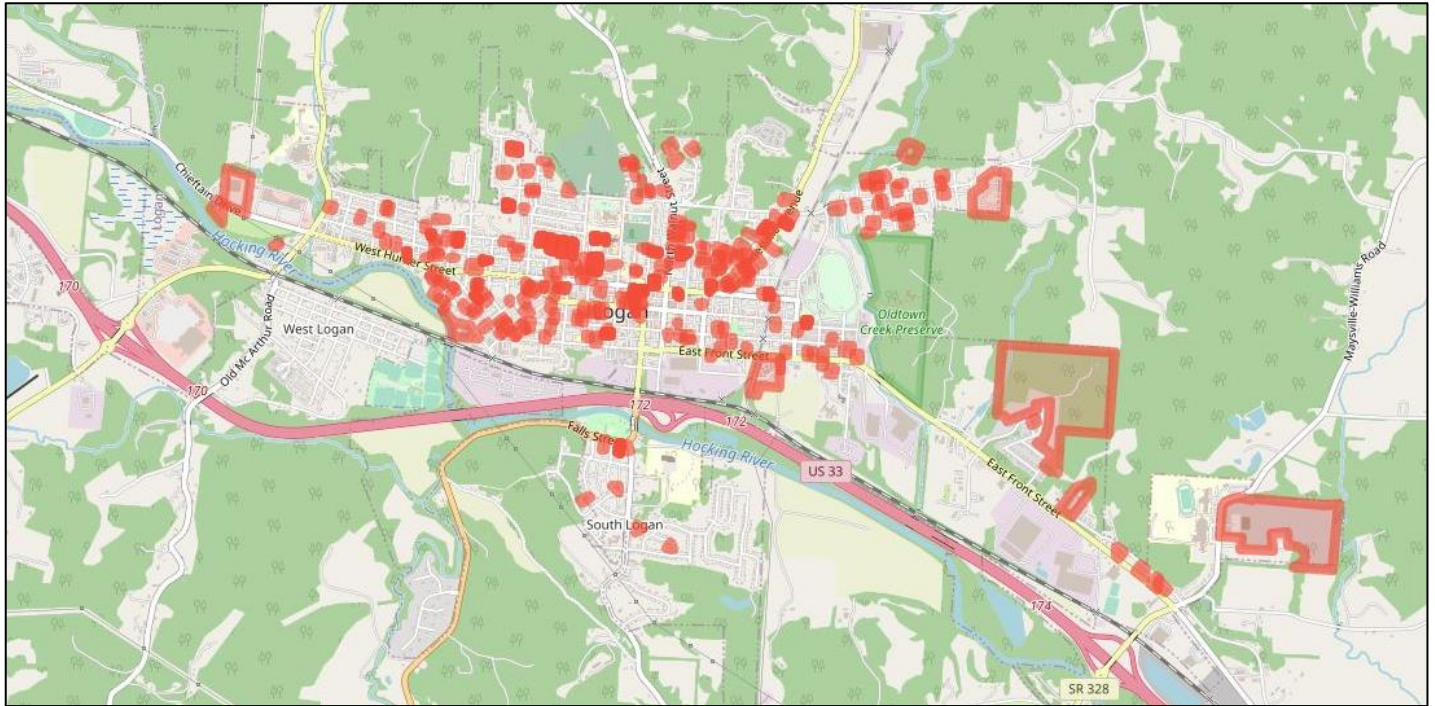 Chieftain Drive
Logan
Hocking River
West Hunter Street
170
170
West Logan
Old Mc Arthur Road
Logan
East Front Street
Oldtown
Creek Preserve
Maysville-Williams Road
172
172
Falls Stre
Hocking River
US 33
South Logan
East Front Street
174
SR 328